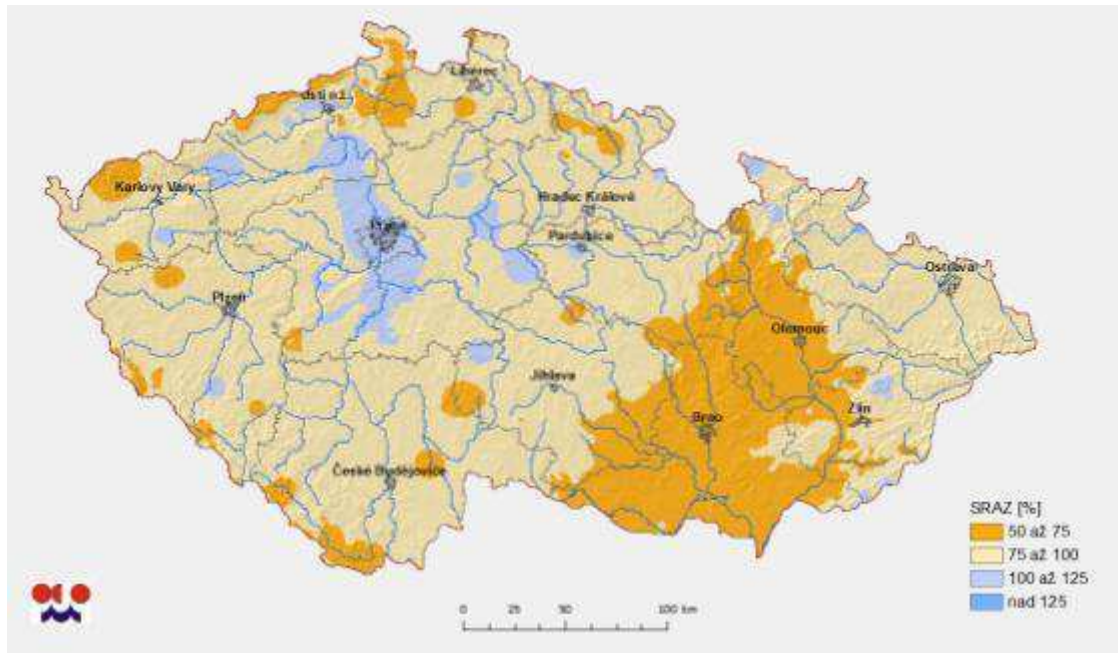 Liberec
Ústí n.L.
Karlovy Vary
Hradec Králové
Praha
Pardubice
Ostrava
Plzeň
Olomouc
Jihlava
Zlín
Brno
České Budějovice
SRAZ [%]
50 až 75
75 až 100
100 až 125
nad 125
0 25 50 100 km